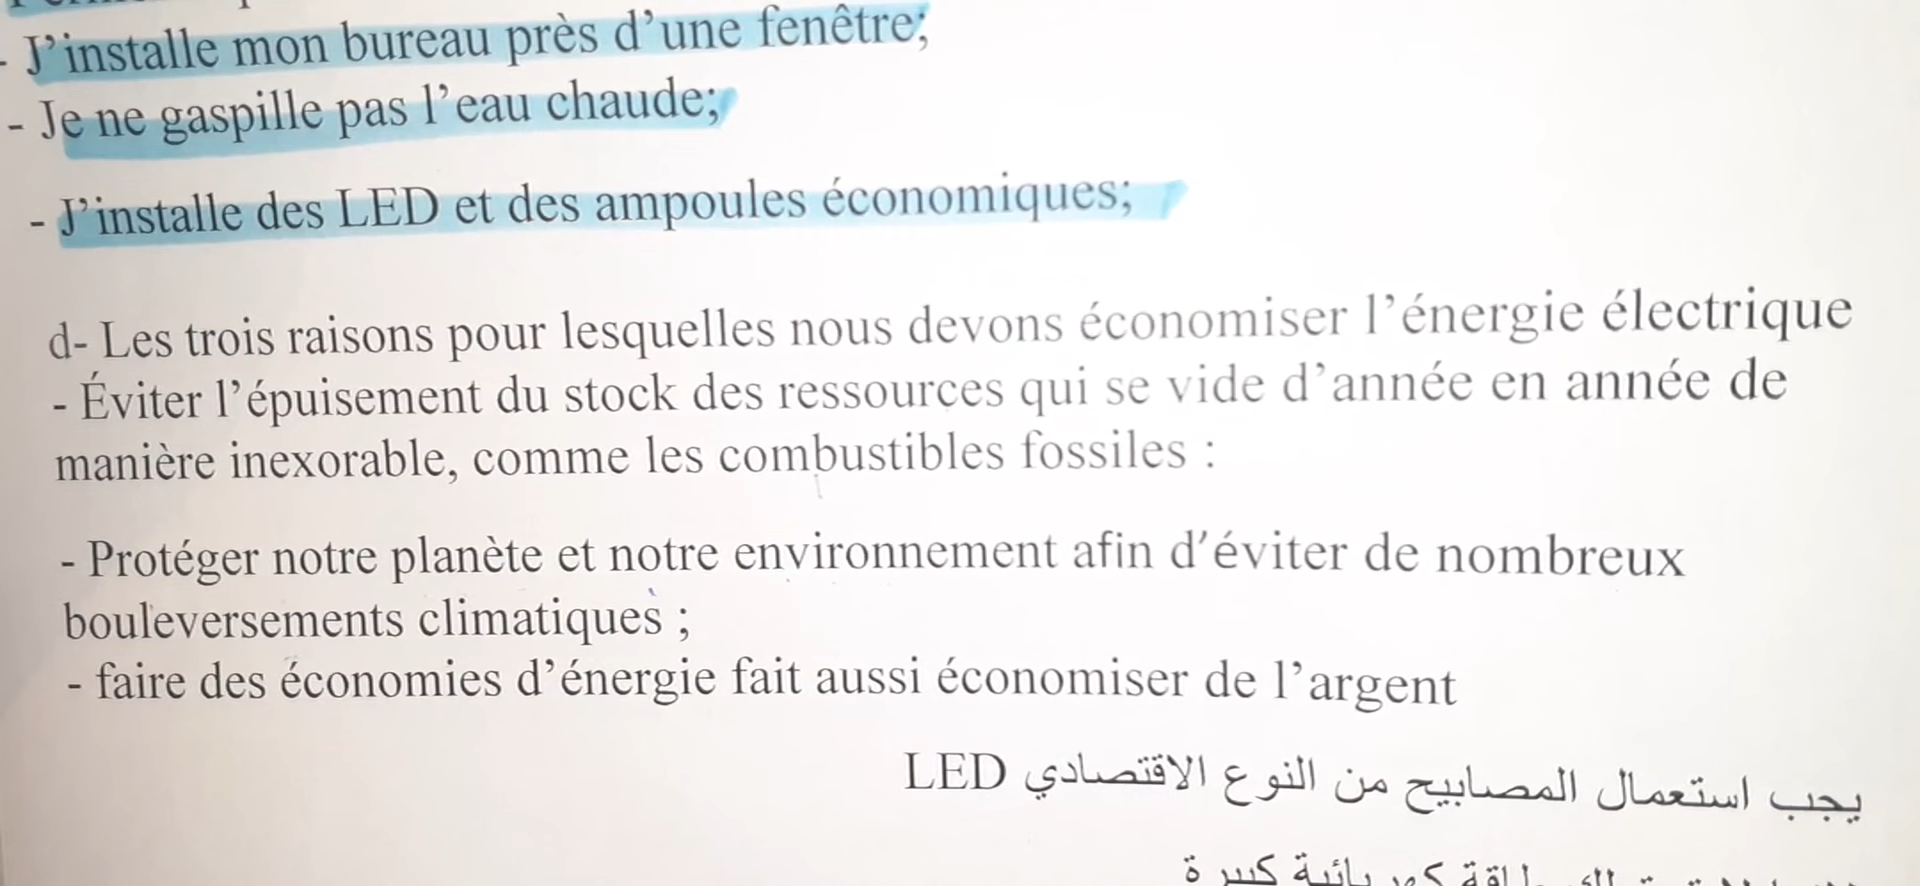 - J’installe mon bureau près d’une fenêtre;
- Je ne gaspille pas l’eau chaude;
- J’installe des LED et des ampoules économiques;
d- Les trois raisons pour lesquelles nous devons économiser l’énergie électrique
- Éviter l’épuisement du stock des ressources qui se vide d’année en année de
manière inexorable, comme les combustibles fossiles :
- Protéger notre planète et notre environnement afin d’éviter de nombreux
bouleversements climatiques ;
- faire des économies d’énergie fait aussi économiser de l’argent
يجب استعمال المصابيح من النوع الاقتصادي LED
طاقة كهربائية كبيرة